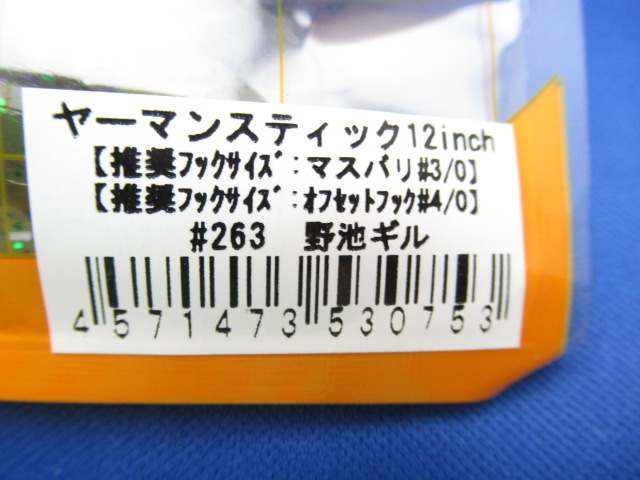 ヤーマンスティック12inch
【推奨フックサイズ:マスバリ#3/0】
【推奨フックサイズ:オフセットフック#4/0】
#263 野池ギル
4571473530753